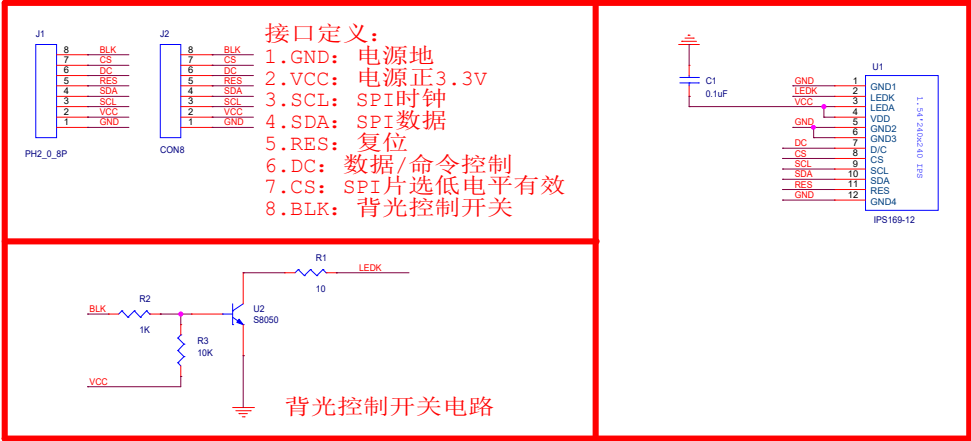 J1
8 BLK
7 CS
6 DC
5 RES
4 SDA
3 SCL
2 VCC
1 GND
PH2_0_8P
J2
8 BLK
7 CS
6 DC
5 RES
4 SDA
3 SCL
2 VCC
1 GND
CON8
接口定义:
1.GND: 电源地
2.VCC: 电源正3.3V
3.SCL: SPI时钟
4.SDA: SPI数据
5.RES: 复位
6.DC: 数据/命令控制
7.CS: SPI片选低电平有效
8.BLK: 背光控制开关
C1
0.1uF
U1
GND 1 GND1
LEDK 2 LEDK
VCC 3 LEDA
4 VDD
GND 5 GND2
6 GND3
DC 7 D/C
CS 8 CS
SCL 9 SCL
SDA 10 SDA
RES 11 RES
GND 12 GND4
1.54*240x240 IPS
IPS169-12
R1
10
LEDK
BLK
R2
1K
U2
S8050
R3
10K
VCC
背光控制开关电路